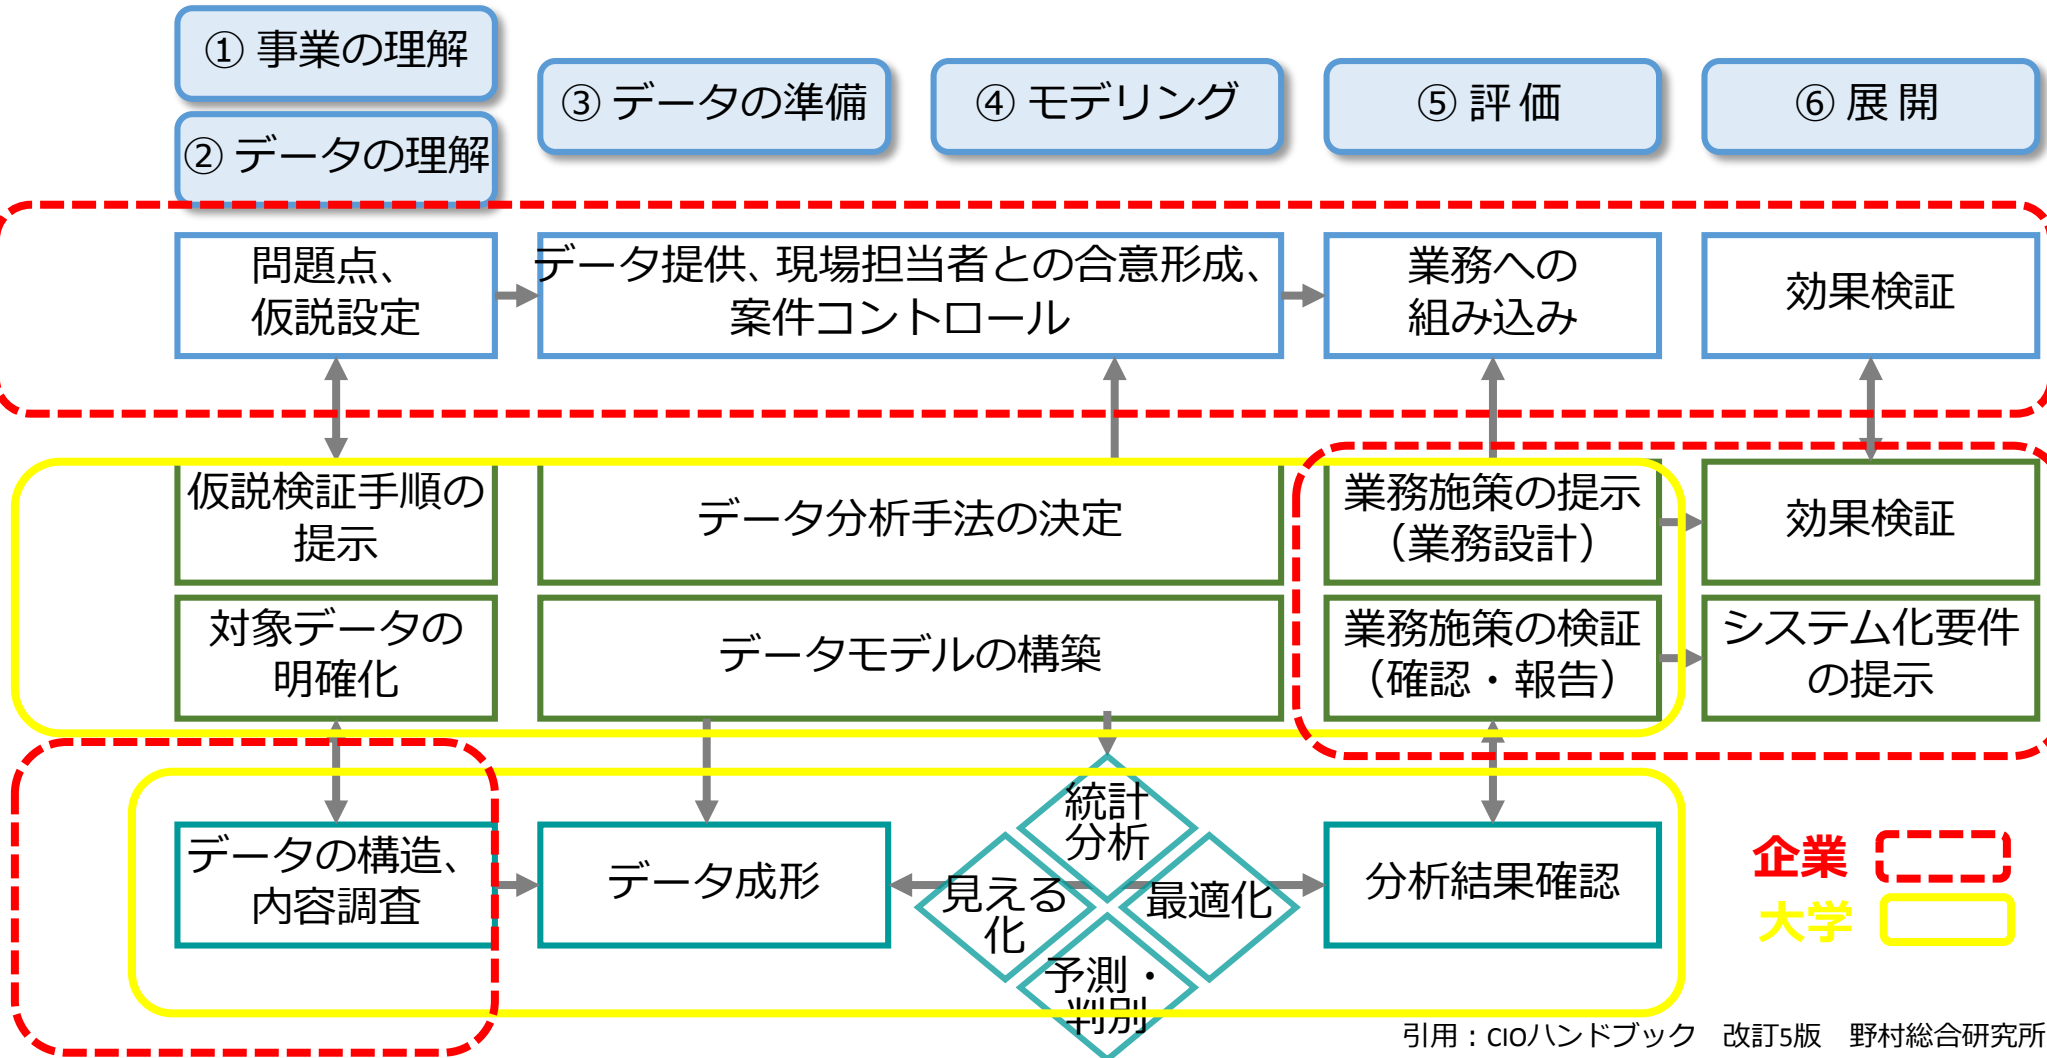 ① 事業の理解
② データの理解
③ データの準備
④ モデリング
⑤ 評 価
⑥ 展 開
問題点、
仮説設定
データ提供、現場担当者との合意形成、
案件コントロール
業務への
組み込み
効果検証
仮説検証手順の
提示
データ分析手法の決定
業務施策の提示
（業務設計）
効果検証
対象データの
明確化
データモデルの構築
業務施策の検証
（確認・報告）
システム化要件
の提示
データの構造、
内容調査
データ成形
統計
分析
見える
化
最適化
予測・
判別
分析結果確認
企業
大学
引用：CIOハンドブック　改訂5版　野村総合研究所